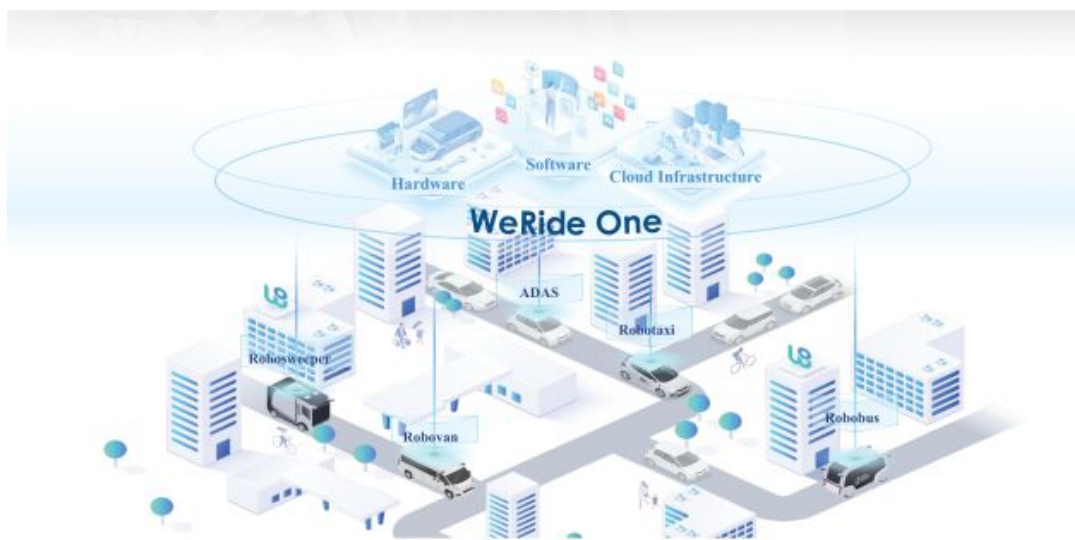 Software
Hardware
Cloud Infrastructure
WeRide One
ADAS
Robotaxi
Robosweeper
Robovan
Robobus